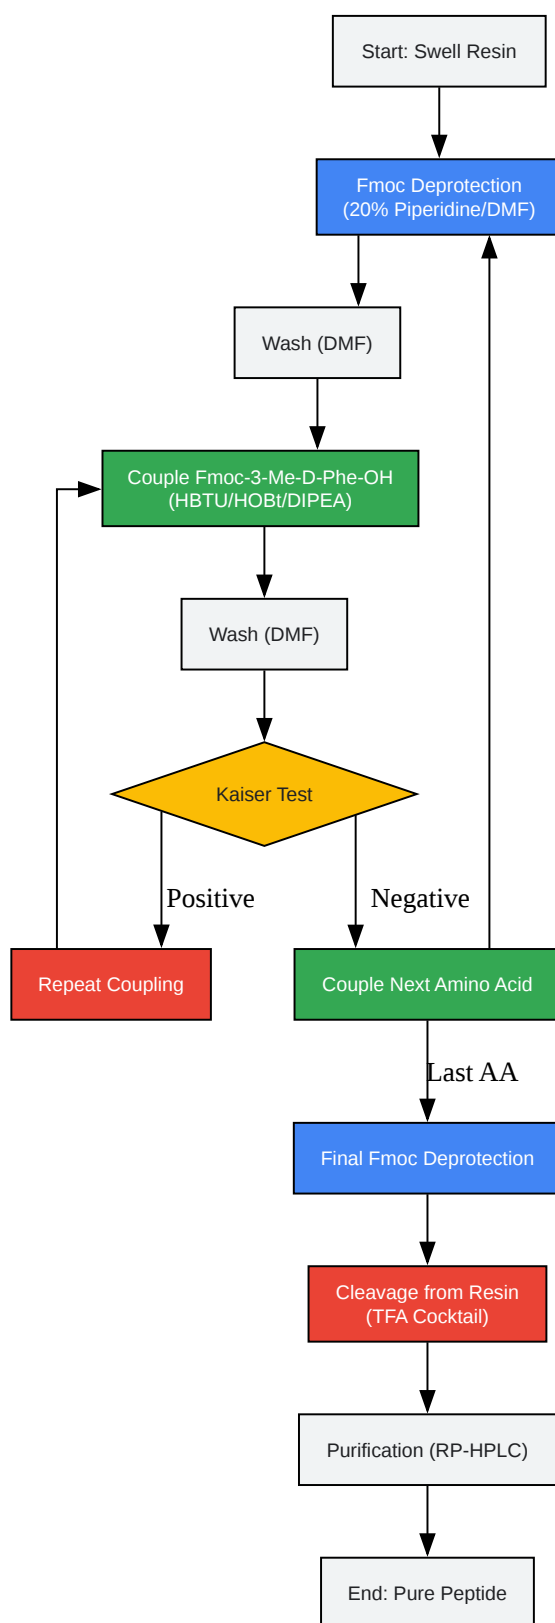 Start: Swell Resin
Fmoc Deprotection
(20% Piperidine/DMF)
Wash (DMF)
Couple Fmoc-3-Me-D-Phe-OH
(HBTU/HOBt/DIPEA)
Wash (DMF)
Kaiser Test
Positive
Negative
Repeat Coupling
Couple Next Amino Acid
Last AA
Final Fmoc Deprotection
Cleavage from Resin
(TFA Cocktail)
Purification (RP-HPLC)
End: Pure Peptide